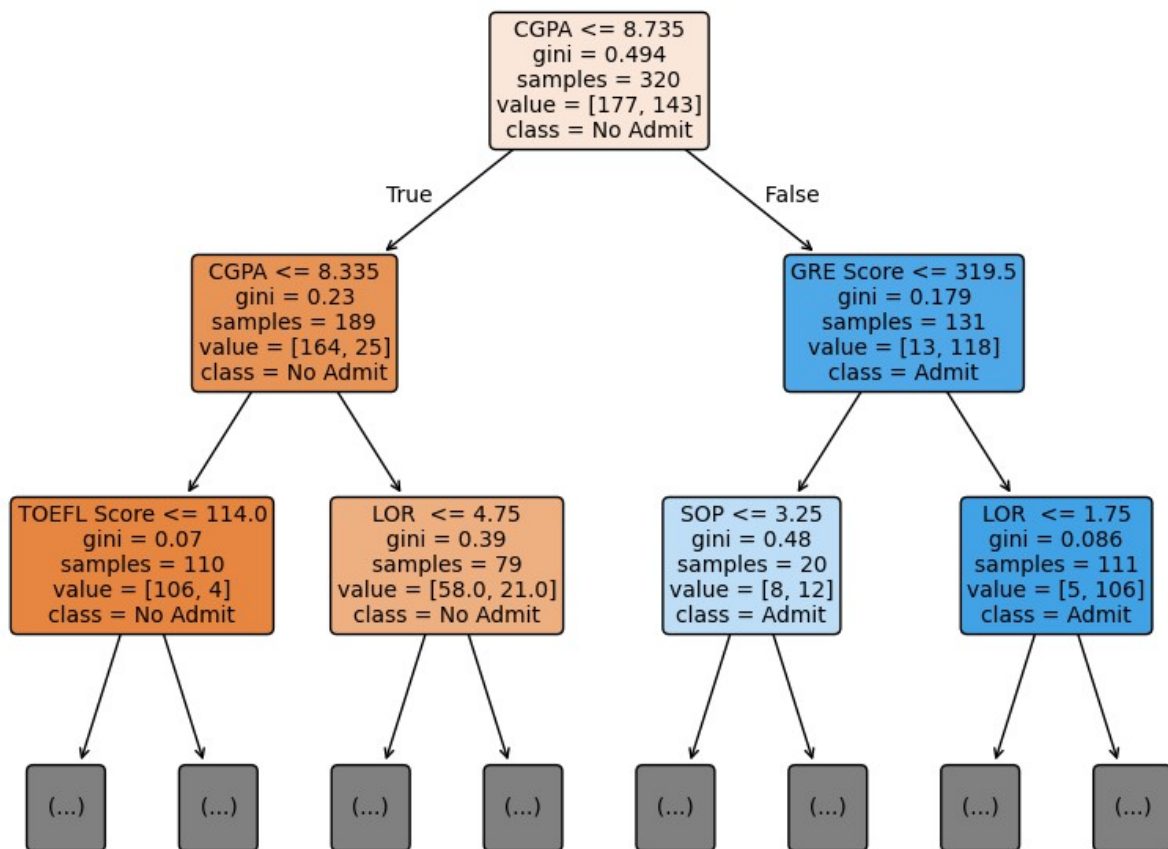 CGPA <= 8.735
gini = 0.494
samples = 320
value = [177, 143]
class = No Admit
True
False
CGPA <= 8.335
gini = 0.23
samples = 189
value = [164, 25]
class = No Admit
GRE Score <= 319.5
gini = 0.179
samples = 131
value = [13, 118]
class = Admit
TOEFL Score <= 114.0
gini = 0.07
samples = 110
value = [106, 4]
class = No Admit
LOR  <= 4.75
gini = 0.39
samples = 79
value = [58.0, 21.0]
class = No Admit
SOP <= 3.25
gini = 0.48
samples = 20
value = [8, 12]
class = Admit
LOR  <= 1.75
gini = 0.086
samples = 111
value = [5, 106]
class = Admit
(...)
(...)
(...)
(...)
(...)
(...)
(...)
(...)